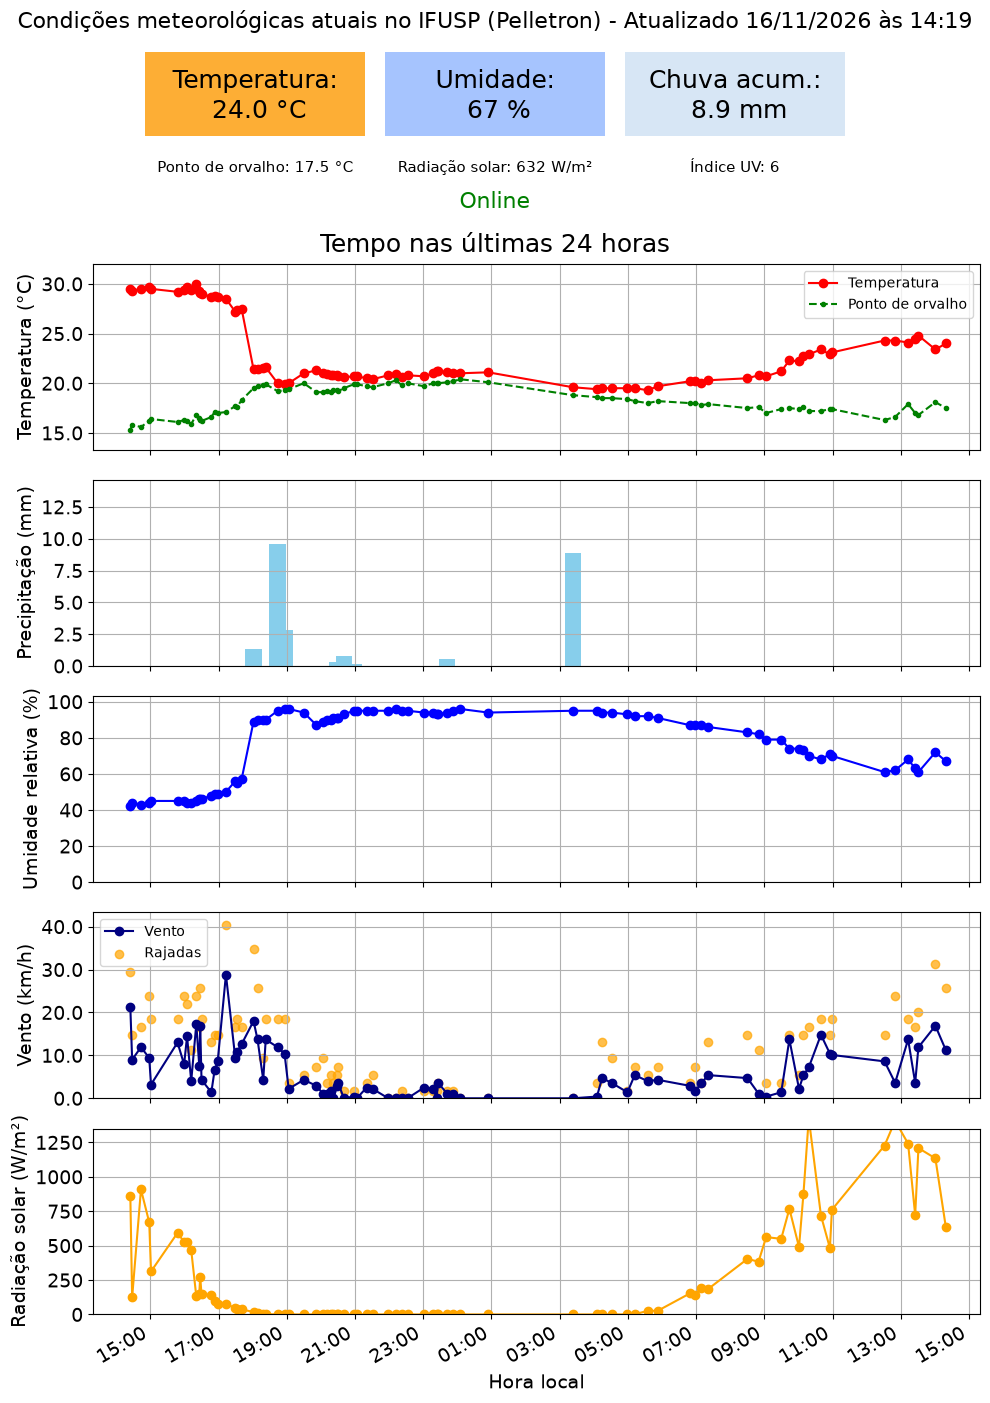 Condições meteorológicas atuais no IFUSP (Pelletron) - Atualizado 16/11/2026 às 14:19
Temperatura:
24.0 °C
Umidade:
67 %
Chuva acum.:
8.9 mm
Ponto de orvalho: 17.5 °C
Radiação solar: 632 W/m²
Índice UV: 6
Online
Tempo nas últimas 24 horas
Temperatura (°C)
30.0
25.0
20.0
15.0
Temperatura
Ponto de orvalho
Precipitação (mm)
12.5
10.0
7.5
5.0
2.5
0.0
Umidade relativa (%)
100
80
60
40
20
0
Vento (km/h)
40.0
30.0
20.0
10.0
0.0
Vento
Rajadas
Radiação solar (W/m²)
1250
1000
750
500
250
0
15:00 17:00 19:00 21:00 23:00 01:00 03:00 05:00 07:00 09:00 11:00 13:00 15:00
Hora local